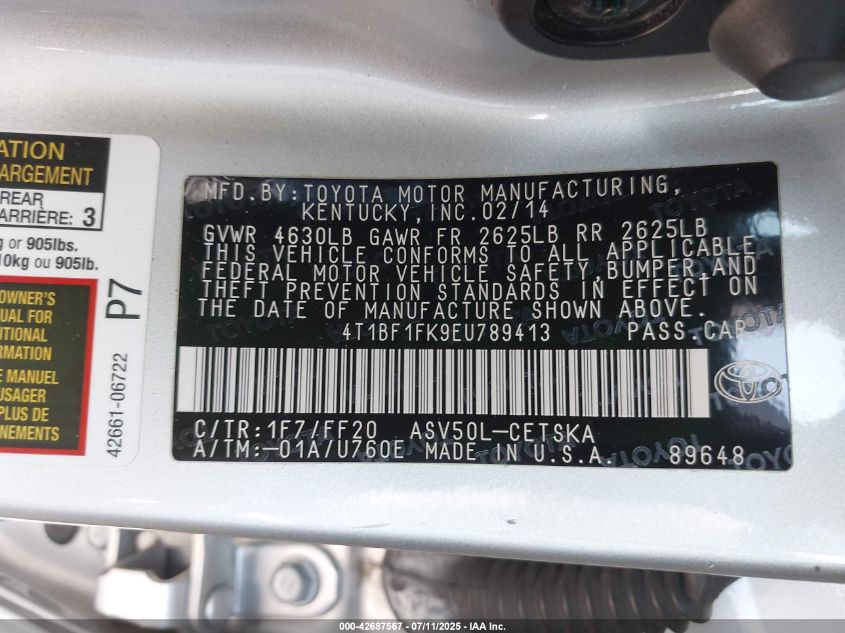 ATION
ARGEMENT
REAR
ARRIÈRE: 3
g or 905lbs.
10kg ou 905lb.
OWNER'S
UAL FOR
ITIONAL
RMATION
E MANUEL
USAGER
PLUS DE
NEMENTS
P7
42661-06722
MFD.BY:TOYOTA MOTOR MANUFACTURING,
KENTUCKY,INC.02/14
GVWR 4630LB GAWR FR 2625LB RR 2625LB
THIS VEHICLE CONFORMS TO ALL APPLICABLE
FEDERAL MOTOR VEHICLE SAFETY,BUMPER,AND
THEFT PREVENTION STANDARDS IN EFFECT ON
THE DATE OF MANUFACTURE SHOWN ABOVE.
4T1BF1FK9EU789413 PASS.CAR
C/TR:1F7/FF20 ASV50L-CETSKA
A/TM:-01A/U760E MADE IN U.S.A. 89648
TOYOTA
000-42687567 - 07/11/2025 - IAA Inc.